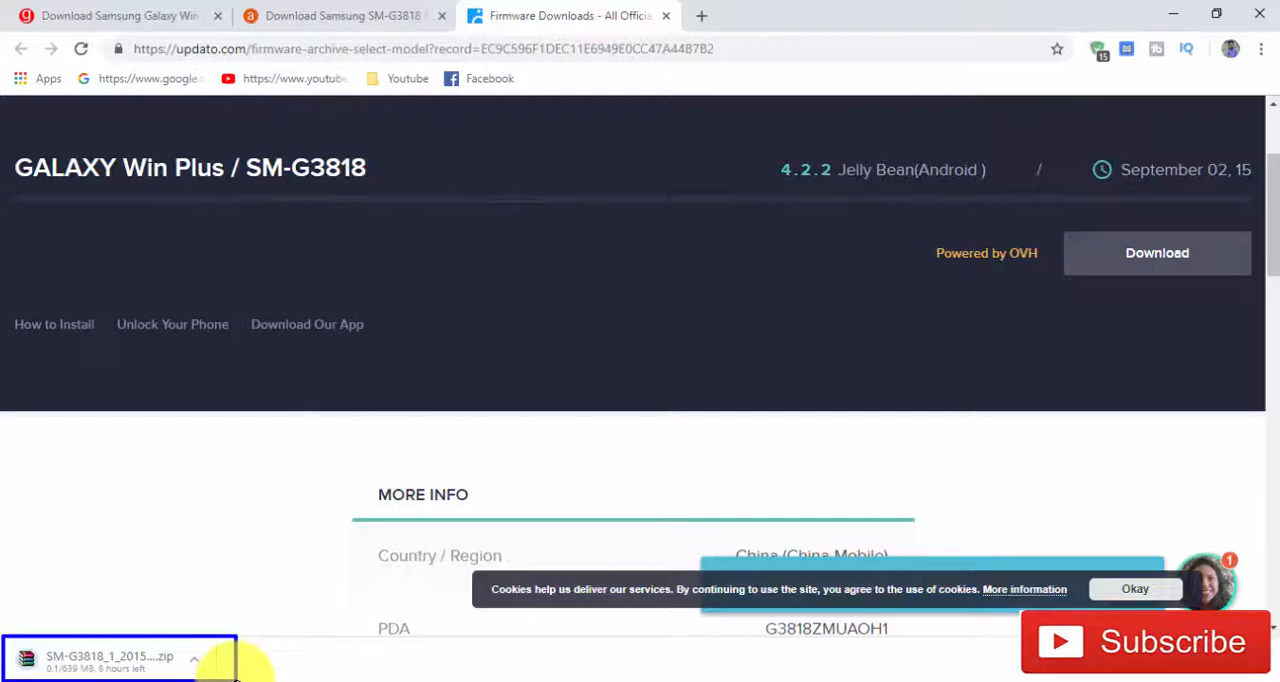 Download Samsung Galaxy Win
Download Samsung SM-G3818
Firmware Downloads - All Officia
https://updato.com/firmware-archive-select-model?record=EC9C596F1DEC11E6949E0CC47A44B7B2
15
Apps
https://www.google
https://www.youtube
Youtube
Facebook
GALAXY Win Plus / SM-G3818
4.2.2 Jelly Bean(Android ) / September 02, 15
Powered by OVH
Download
How to Install Unlock Your Phone Download Our App
MORE INFO
Country / Region China (China Mobile)
1
Cookies help us deliver our services. By continuing to use the site, you agree to the use of cookies. More information
Okay
PDA G3818ZMUAOH1
Subscribe
SM-G3818_1_2015....zip
0.1/639 MB, 8 hours left